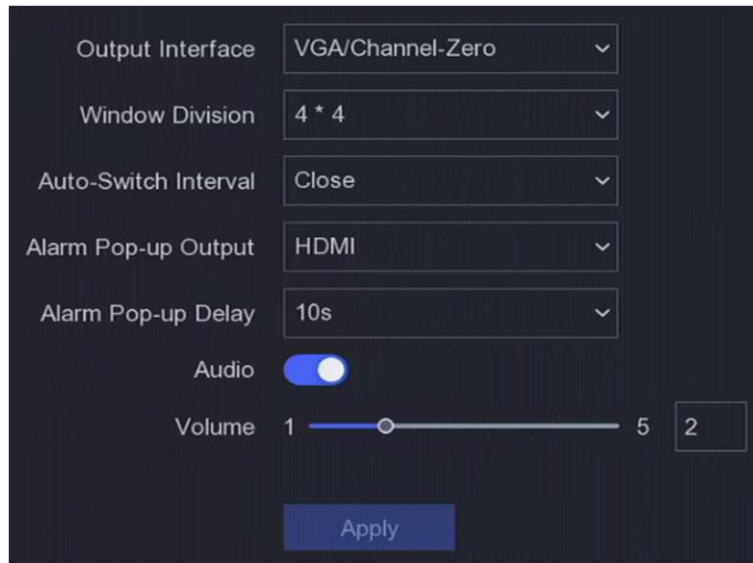 Output Interface VGA/Channel-Zero
Window Division 4 * 4
Auto-Switch Interval Close
Alarm Pop-up Output HDMI
Alarm Pop-up Delay 10s
Audio
Volume 1 5 2
Apply